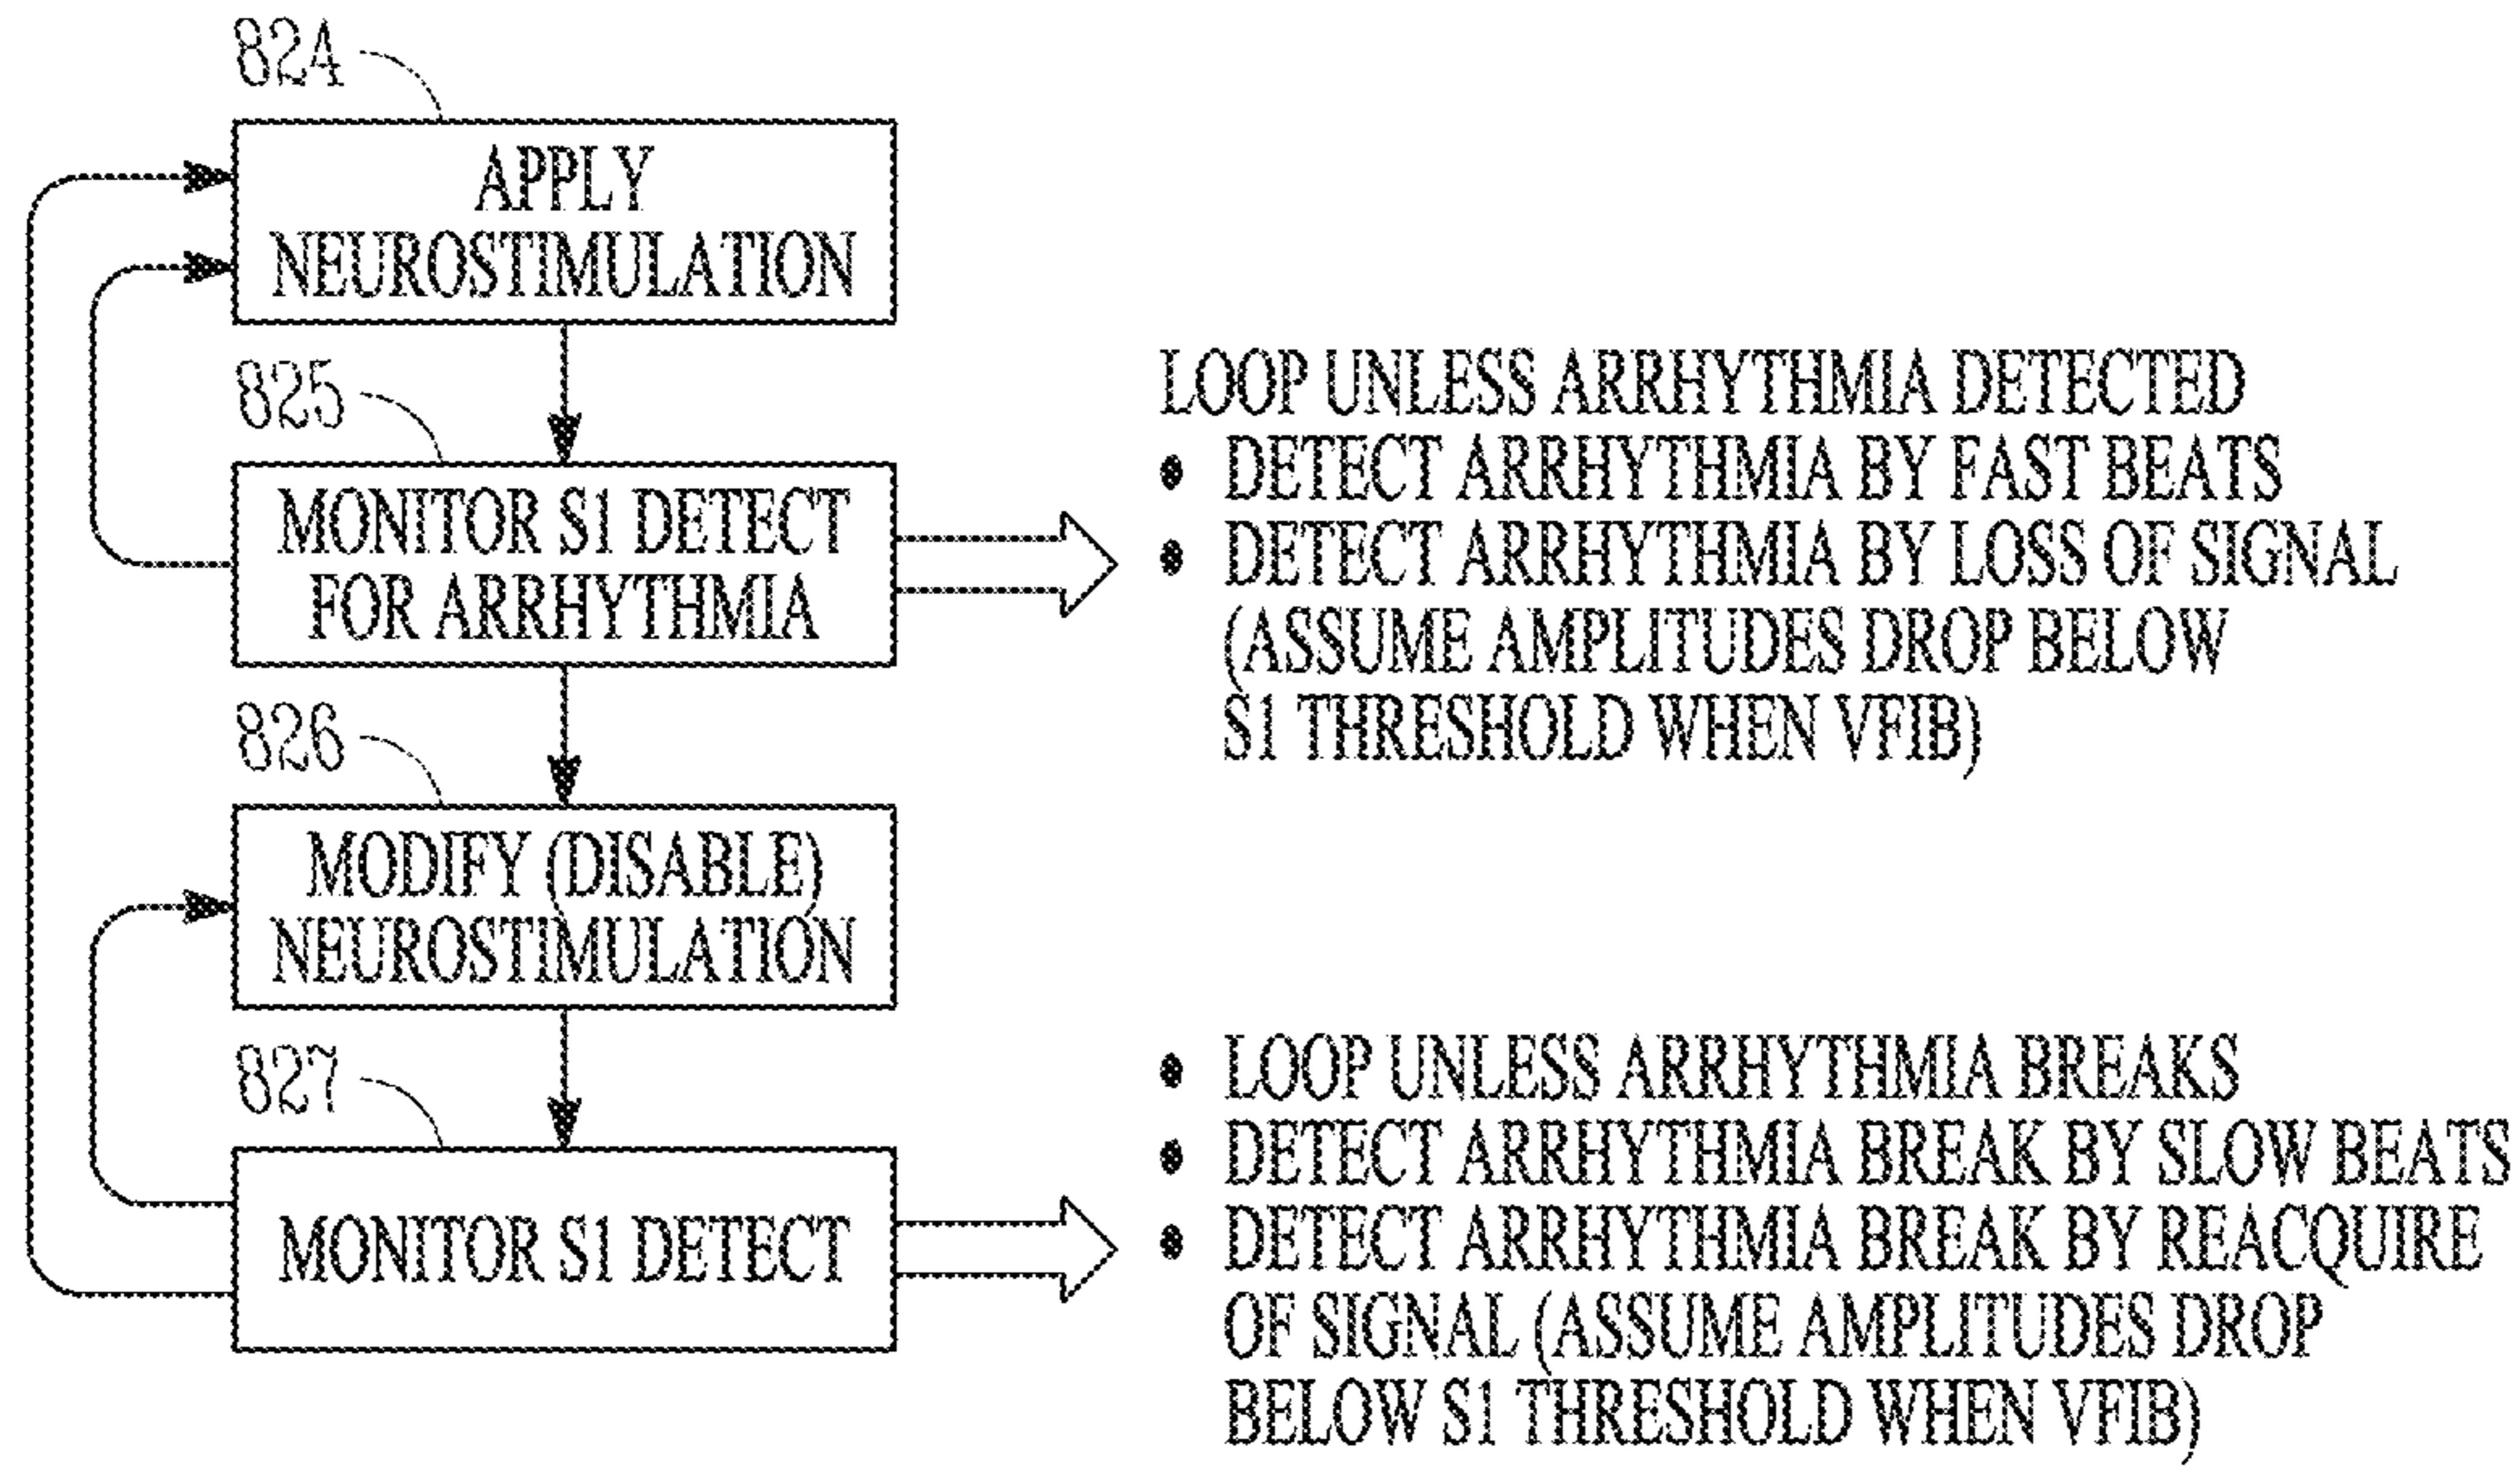 824
APPLY
NEUROSTIMULATION
825
MONITOR S1 DETECT
FOR ARRHYTHMIA
LOOP UNLESS ARRHYTHMIA DETECTED
• DETECT ARRHYTHMIA BY FAST BEATS
• DETECT ARRHYTHMIA BY LOSS OF SIGNAL
(ASSUME AMPLITUDES DROP BELOW
S1 THRESHOLD WHEN VFIB)
826
MODIFY (DISABLE)
NEUROSTIMULATION
827
MONITOR S1 DETECT
• LOOP UNLESS ARRHYTHMIA BREAKS
• DETECT ARRHYTHMIA BREAK BY SLOW BEATS
• DETECT ARRHYTHMIA BREAK BY REACQUIRE
OF SIGNAL (ASSUME AMPLITUDES DROP
BELOW S1 THRESHOLD WHEN VFIB)